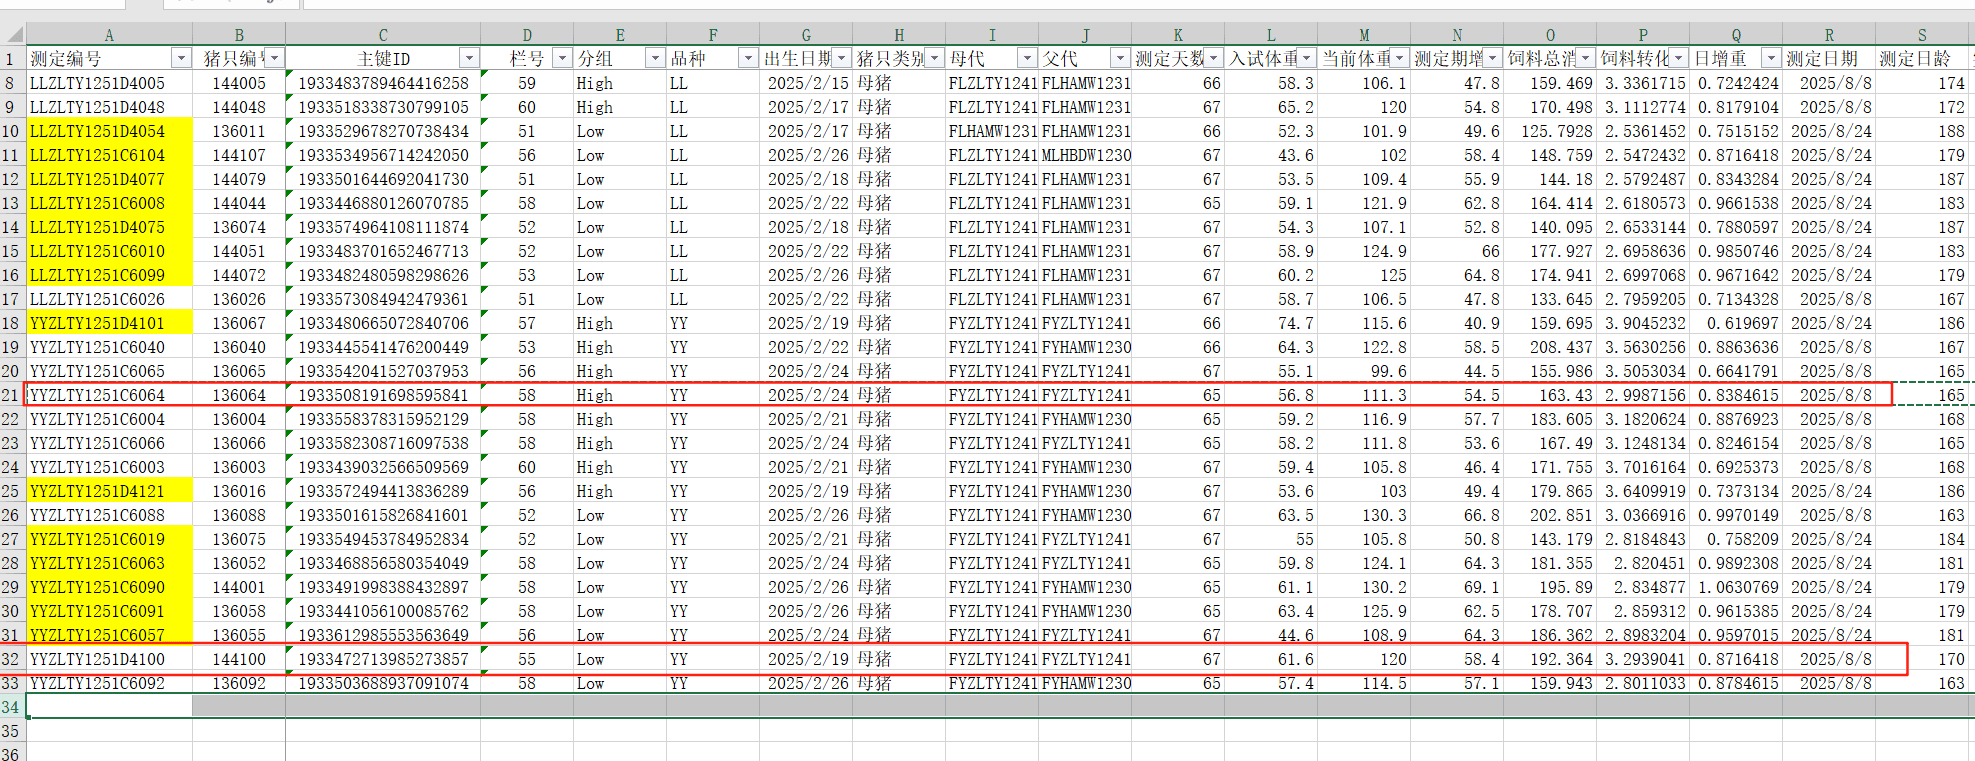 A B C D E F G H I J K L M N O P Q R S
1 测定编号 猪只编号 主键ID 栏号 分组 品种 出生日期 猪只类别 母代 父代 测定天数 入试体重 当前体重 测定期增 饲料总消 饲料转化 日增重 测定日期 测定日龄
8 LLZLTY1251D4005 144005 1933483789464416258 59 High LL 2025/2/15 母猪 FLZLTY1241 FLHAMW1231 66 58.3 106.1 47.8 159.469 3.3361715 0.7242424 2025/8/8 174
9 LLZLTY1251D4048 144048 1933518338730799105 60 High LL 2025/2/17 母猪 FLZLTY1241 FLHAMW1231 67 65.2 120 54.8 170.498 3.1112774 0.8179104 2025/8/8 172
10 LLZLTY1251D4054 136011 1933529678270738434 51 Low LL 2025/2/17 母猪 FLHAMW1231 FLHAMW1231 66 52.3 101.9 49.6 125.7928 2.5361452 0.7515152 2025/8/24 188
11 LLZLTY1251C6104 144107 1933534956714242050 56 Low LL 2025/2/26 母猪 FLZLTY1241 MLHBDW1230 67 43.6 102 58.4 148.759 2.5472432 0.8716418 2025/8/24 179
12 LLZLTY1251D4077 144079 1933501644692041730 51 Low LL 2025/2/18 母猪 FLZLTY1241 FLHAMW1231 67 53.5 109.4 55.9 144.18 2.5792487 0.8343284 2025/8/24 187
13 LLZLTY1251C6008 144044 1933446880126070785 58 Low LL 2025/2/22 母猪 FLZLTY1241 FLHAMW1231 65 59.1 121.9 62.8 164.414 2.6180573 0.9661538 2025/8/24 183
14 LLZLTY1251D4075 136074 1933574964108111874 52 Low LL 2025/2/18 母猪 FLZLTY1241 FLHAMW1231 67 54.3 107.1 52.8 140.095 2.6533144 0.7880597 2025/8/24 187
15 LLZLTY1251C6010 144051 1933483701652467713 52 Low LL 2025/2/22 母猪 FLZLTY1241 FLHAMW1231 67 58.9 124.9 66 177.927 2.6958636 0.9850746 2025/8/24 183
16 LLZLTY1251C6099 144072 1933482480598298626 53 Low LL 2025/2/26 母猪 FLZLTY1241 FLHAMW1231 67 60.2 125 64.8 174.941 2.6997068 0.9671642 2025/8/24 179
17 LLZLTY1251C6026 136026 1933573084942479361 51 Low LL 2025/2/22 母猪 FLZLTY1241 FLHAMW1231 67 58.7 106.5 47.8 133.645 2.7959205 0.7134328 2025/8/8 167
18 YYZLTY1251D4101 136067 1933480665072840706 57 High YY 2025/2/19 母猪 FYZLTY1241 FYZLTY1241 66 74.7 115.6 40.9 159.695 3.9045232 0.619697 2025/8/24 186
19 YYZLTY1251C6040 136040 1933445541476200449 53 High YY 2025/2/22 母猪 FYZLTY1241 FYHAMW1230 66 64.3 122.8 58.5 208.437 3.5630256 0.8863636 2025/8/8 167
20 YYZLTY1251C6065 136065 1933542041527037953 56 High YY 2025/2/24 母猪 FYZLTY1241 FYZLTY1241 67 55.1 99.6 44.5 155.986 3.5053034 0.6641791 2025/8/8 165
21 YYZLTY1251C6064 136064 1933508191698595841 58 High YY 2025/2/24 母猪 FYZLTY1241 FYZLTY1241 65 56.8 111.3 54.5 163.43 2.9987156 0.8384615 2025/8/8 165
22 YYZLTY1251C6004 136004 1933558378315952129 58 High YY 2025/2/21 母猪 FYZLTY1241 FYHAMW1230 65 59.2 116.9 57.7 183.605 3.1820624 0.8876923 2025/8/8 168
23 YYZLTY1251C6066 136066 1933582308716097538 58 High YY 2025/2/24 母猪 FYZLTY1241 FYZLTY1241 65 58.2 111.8 53.6 167.49 3.1248134 0.8246154 2025/8/8 165
24 YYZLTY1251C6003 136003 1933439032566509569 60 High YY 2025/2/21 母猪 FYZLTY1241 FYHAMW1230 67 59.4 105.8 46.4 171.755 3.7016164 0.6925373 2025/8/8 168
25 YYZLTY1251D4121 136016 1933572494413836289 56 High YY 2025/2/19 母猪 FYZLTY1241 FYHAMW1230 67 53.6 103 49.4 179.865 3.6409919 0.7373134 2025/8/24 186
26 YYZLTY1251C6088 136088 1933501615826841601 52 Low YY 2025/2/26 母猪 FYZLTY1241 FYHAMW1230 67 63.5 130.3 66.8 202.851 3.0366916 0.9970149 2025/8/8 163
27 YYZLTY1251C6019 136075 1933549453784952834 52 Low YY 2025/2/21 母猪 FYZLTY1241 FYZLTY1241 67 55 105.8 50.8 143.179 2.8184843 0.758209 2025/8/24 184
28 YYZLTY1251C6063 136052 1933468856580354049 58 Low YY 2025/2/24 母猪 FYZLTY1241 FYZLTY1241 65 59.8 124.1 64.3 181.355 2.820451 0.9892308 2025/8/24 181
29 YYZLTY1251C6090 144001 1933491998388432897 58 Low YY 2025/2/26 母猪 FYZLTY1241 FYHAMW1230 65 61.1 130.2 69.1 195.89 2.834877 1.0630769 2025/8/24 179
30 YYZLTY1251C6091 136058 1933441056100085762 58 Low YY 2025/2/26 母猪 FYZLTY1241 FYHAMW1230 65 63.4 125.9 62.5 178.707 2.859312 0.9615385 2025/8/24 179
31 YYZLTY1251C6057 136055 1933612985553563649 56 Low YY 2025/2/24 母猪 FYZLTY1241 FYZLTY1241 67 44.6 108.9 64.3 186.362 2.8983204 0.9597015 2025/8/24 181
32 YYZLTY1251D4100 144100 1933472713985273857 55 Low YY 2025/2/19 母猪 FYZLTY1241 FYZLTY1241 67 61.6 120 58.4 192.364 3.2939041 0.8716418 2025/8/8 170
33 YYZLTY1251C6092 136092 1933503688937091074 58 Low YY 2025/2/26 母猪 FYZLTY1241 FYHAMW1230 65 57.4 114.5 57.1 159.943 2.8011033 0.8784615 2025/8/8 163
34
35
36